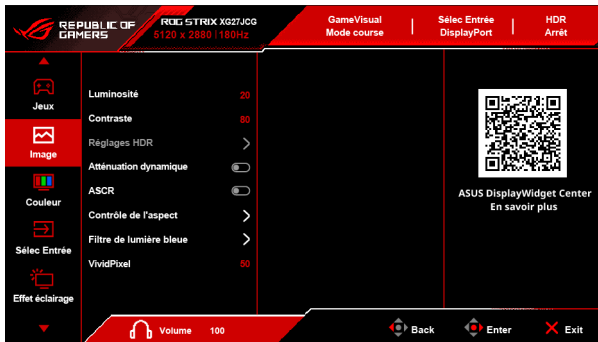 REPUBLIC OF
GAMERS
ROG STRIX XG27JCG
5120 x 2880 | 180Hz
GameVisual
Mode course
Sélec Entrée
DisplayPort
HDR
Arrêt
Jeux
Image
Couleur
Sélec Entrée
Effet éclairage
Luminosité 20
Contraste 80
Réglages HDR
Atténuation dynamique
ASCR
Contrôle de l'aspect
Filtre de lumière bleue
VividPixel 50
ASUS DisplayWidget Center
En savoir plus
Volume 100
Back
Enter
Exit